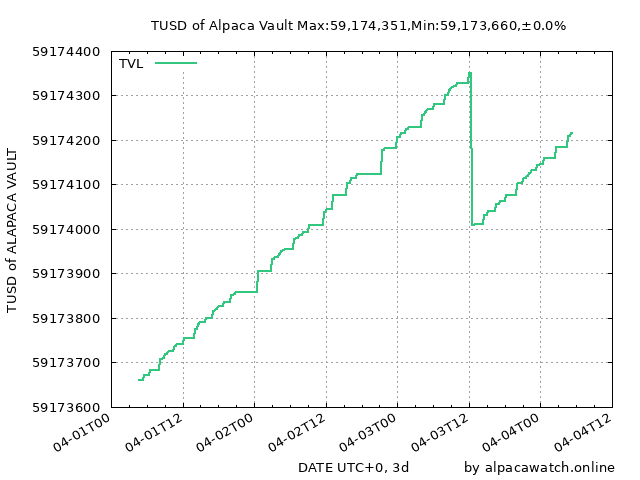 TUSD of Alpaca Vault Max:59,174,351,Min:59,173,660,±0.0%
TVL
59174400
59174300
59174200
59174100
59174000
59173900
59173800
59173700
59173600
TUSD of ALAPACA VAULT
04-01T00
04-01T12
04-02T00
04-02T12
04-03T00
04-03T12
04-04T00
04-04T12
DATE UTC+0, 3d
by alpacawatch.online